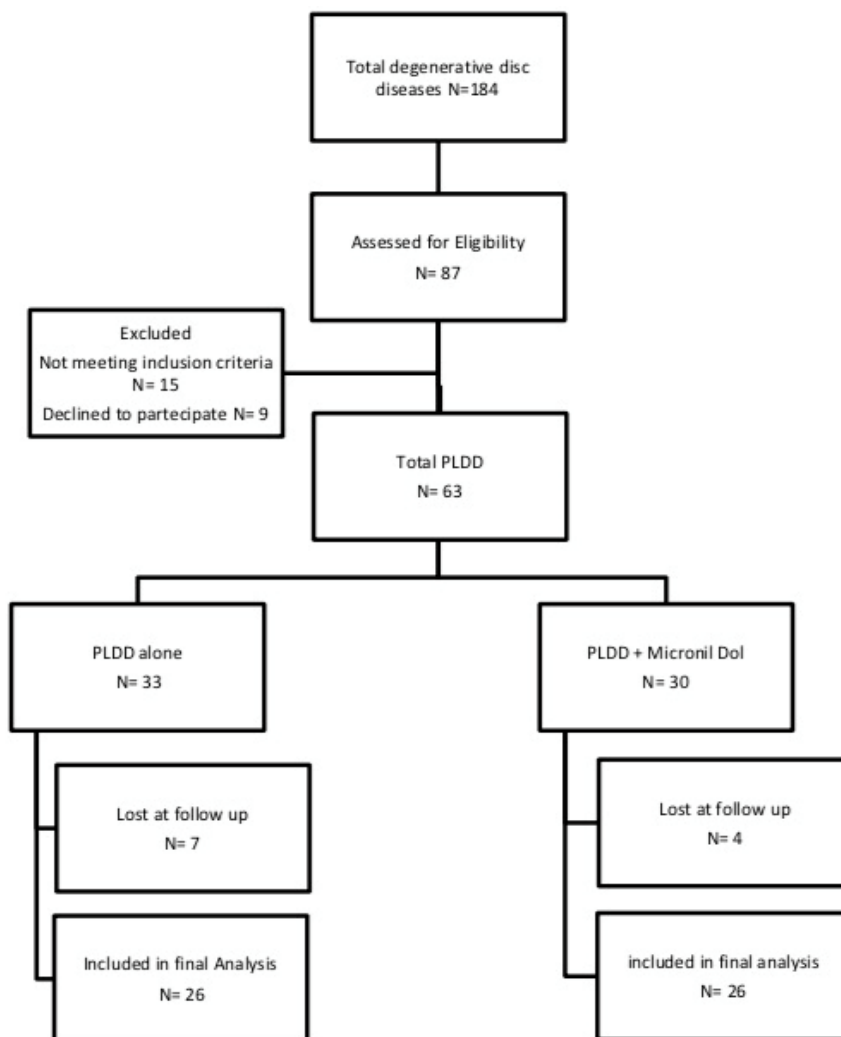 Total degenerative disc
diseases N=184
Assessed for Eligibility
N= 87
Excluded
Not meeting inclusion criteria
N= 15
Declined to partecipate N= 9
Total PLDD
N= 63
PLDD alone
N= 33
PLDD + Micronil Dol
N= 30
Lost at follow up
N= 7
Lost at follow up
N= 4
Included in final Analysis
N= 26
included in final analysis
N= 26